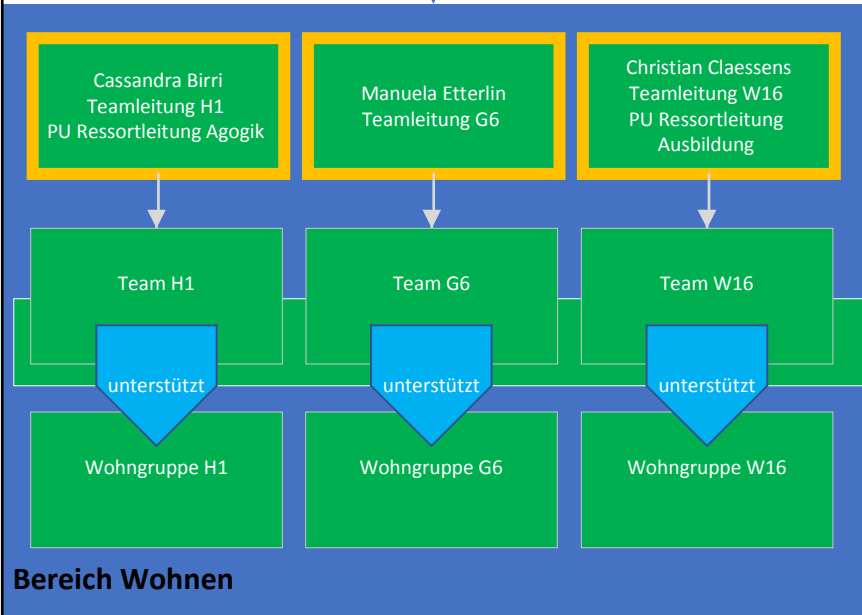 Cassandra Birri
Teamleitung H1
PU Ressortleitung Agogik
Manuela Etterlin
Teamleitung G6
Christian Claessens
Teamleitung W16
PU Ressortleitung
Ausbildung
Team H1
Team G6
Team W16
unterstützt
unterstützt
unterstützt
Wohngruppe H1
Wohngruppe G6
Wohngruppe W16
Bereich Wohnen